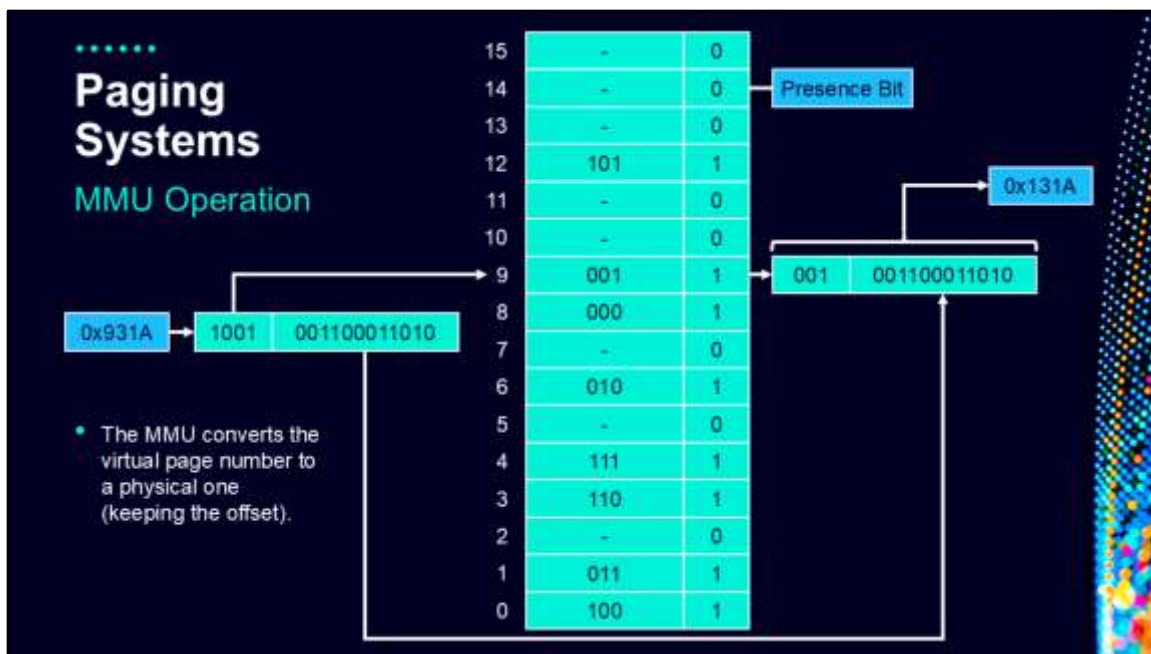 Paging
Systems
MMU Operation
0x931A
1001 001100011010
• The MMU converts the
virtual page number to
a physical one
(keeping the offset).
15 - 0
14 - 0
13 - 0
12 101 1
11 - 0
10 - 0
9 001 1
8 000 1
7 - 0
6 010 1
5 - 0
4 111 1
3 110 1
2 - 0
1 011 1
0 100 1
Presence Bit
0x131A
001 001100011010